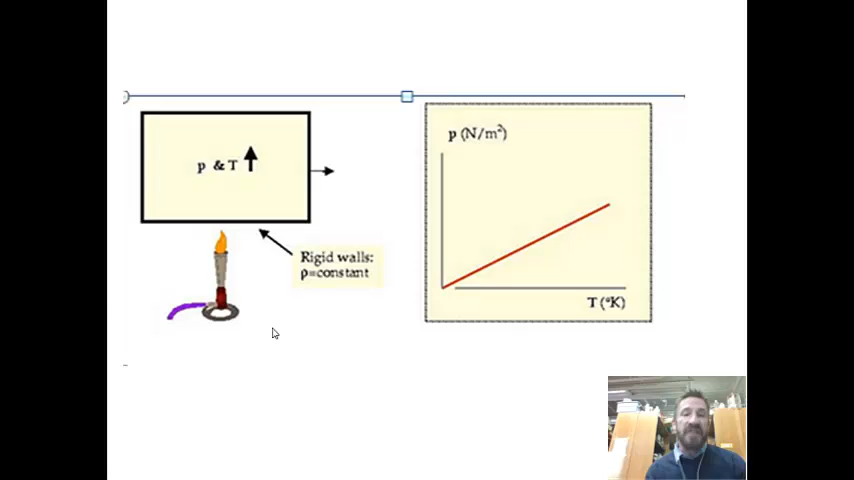 p & T
Rigid walls:
ρ=constant
p (N/m²)
T (°K)